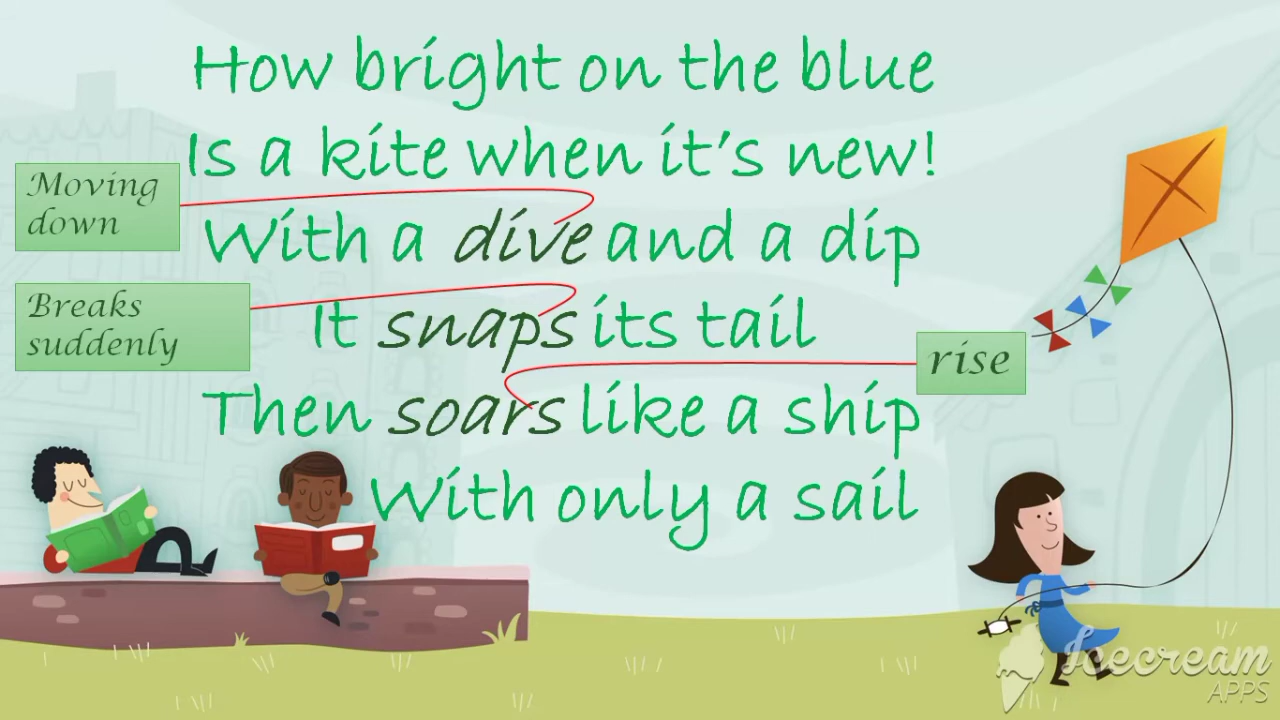 How bright on the blue
Is a kite when it's new!
Moving
down
With a dive and a dip
Breaks
suddenly
It snaps its tail
rise
Then soars like a ship
With only a sail
Icecream
APPS